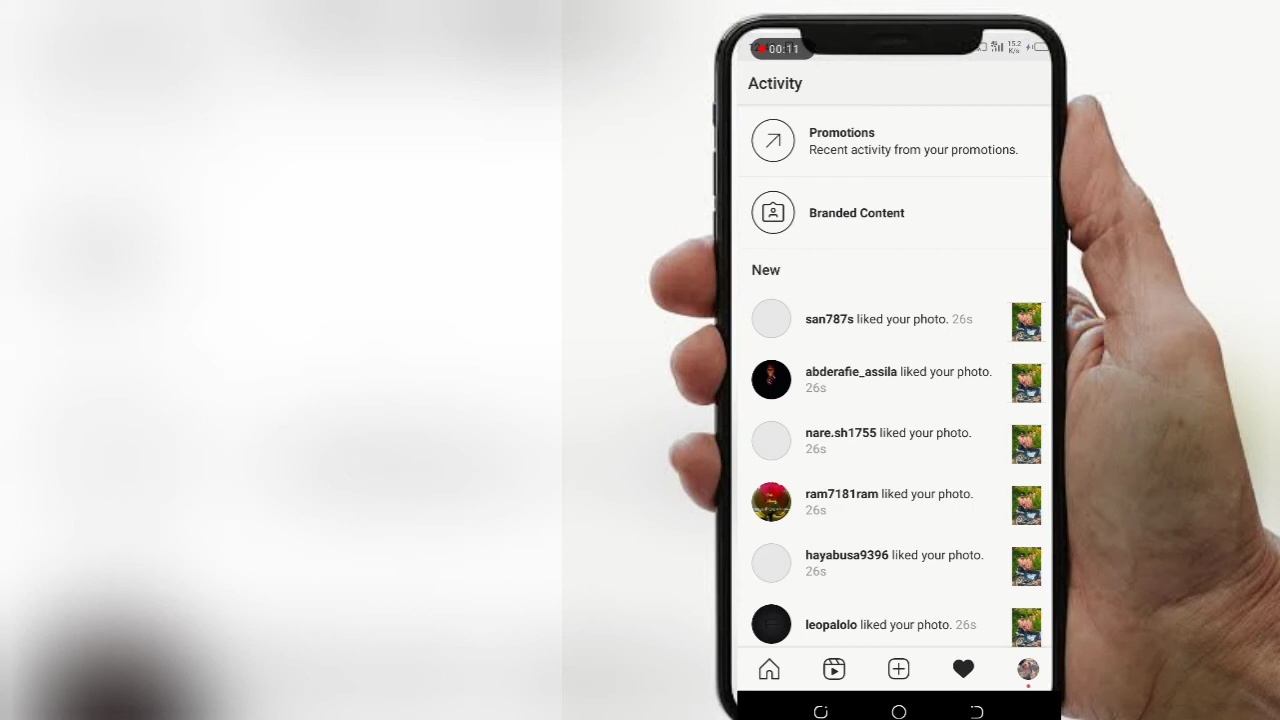 00:11
15.2
K/s
Activity
Promotions
Recent activity from your promotions.
Branded Content
New
san787s liked your photo. 26s
abderafie_assila liked your photo.
26s
nare.sh1755 liked your photo.
26s
ram7181ram liked your photo.
26s
hayabusa9396 liked your photo.
26s
leopalolo liked your photo. 26s